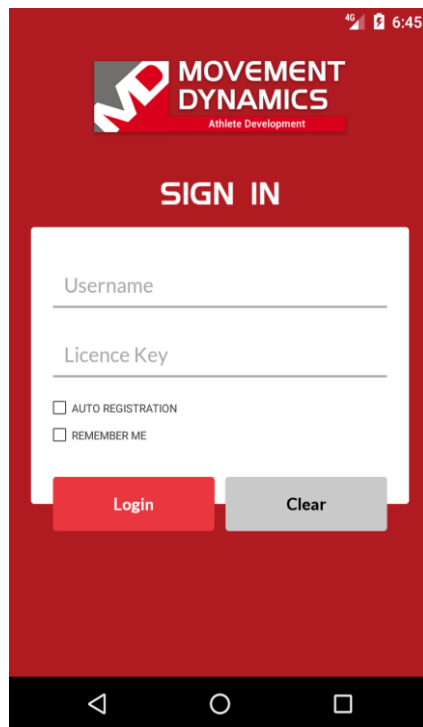 4G 6:45
MD MOVEMENT
DYNAMICS
Athlete Development
SIGN IN
Username
Licence Key
AUTO REGISTRATION
REMEMBER ME
Login Clear